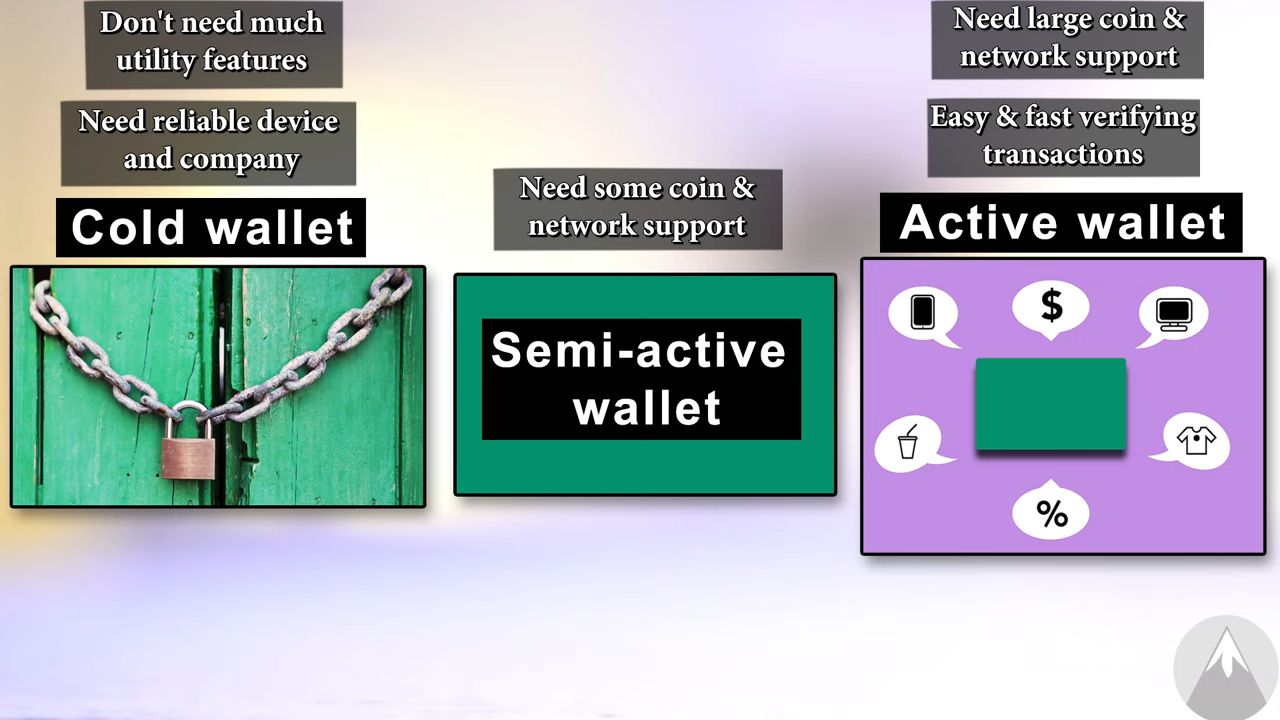 Don't need much
utility features
Need reliable device
and company
Cold wallet
Need some coin &
network support
Semi-active
wallet
Need large coin &
network support
Easy & fast verifying
transactions
Active wallet
$
%